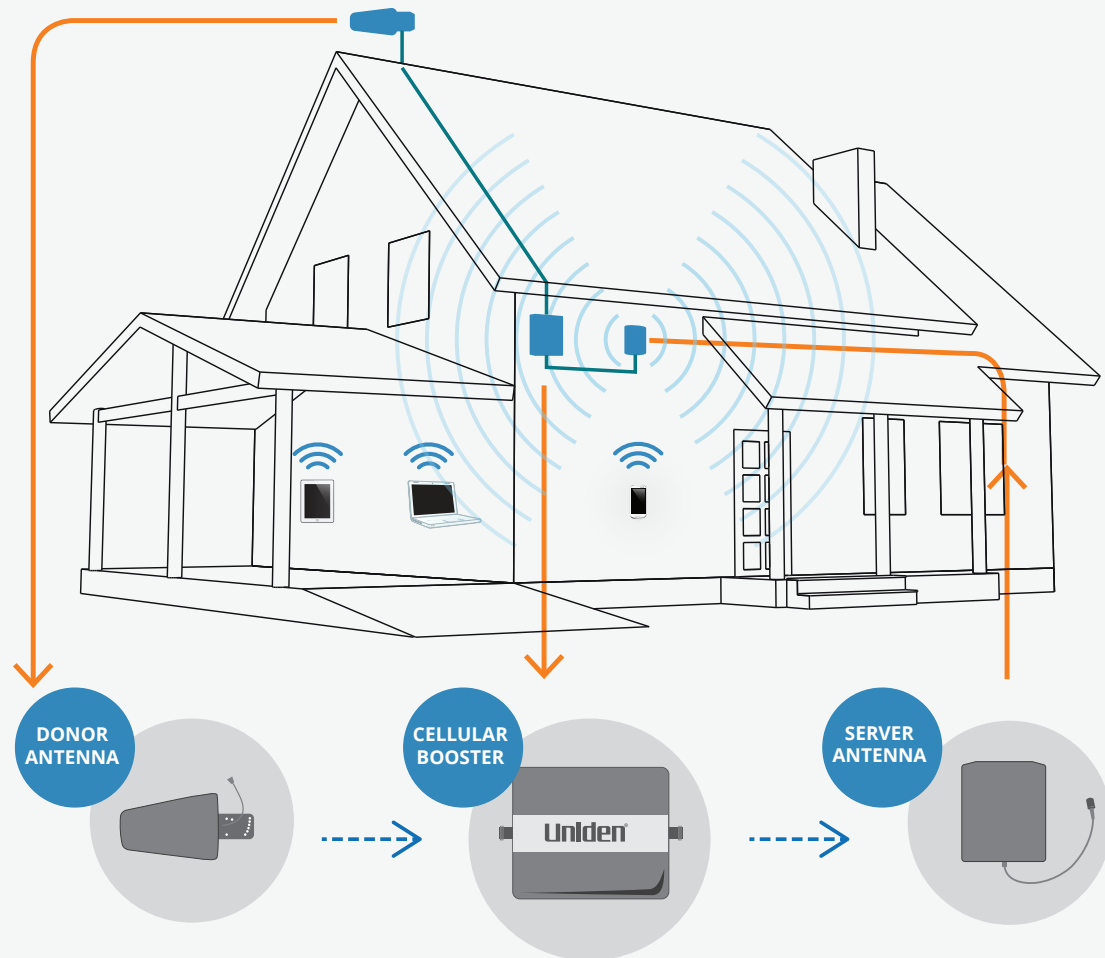 DONOR
ANTENNA
CELLULAR
BOOSTER
Uniden
SERVER
ANTENNA